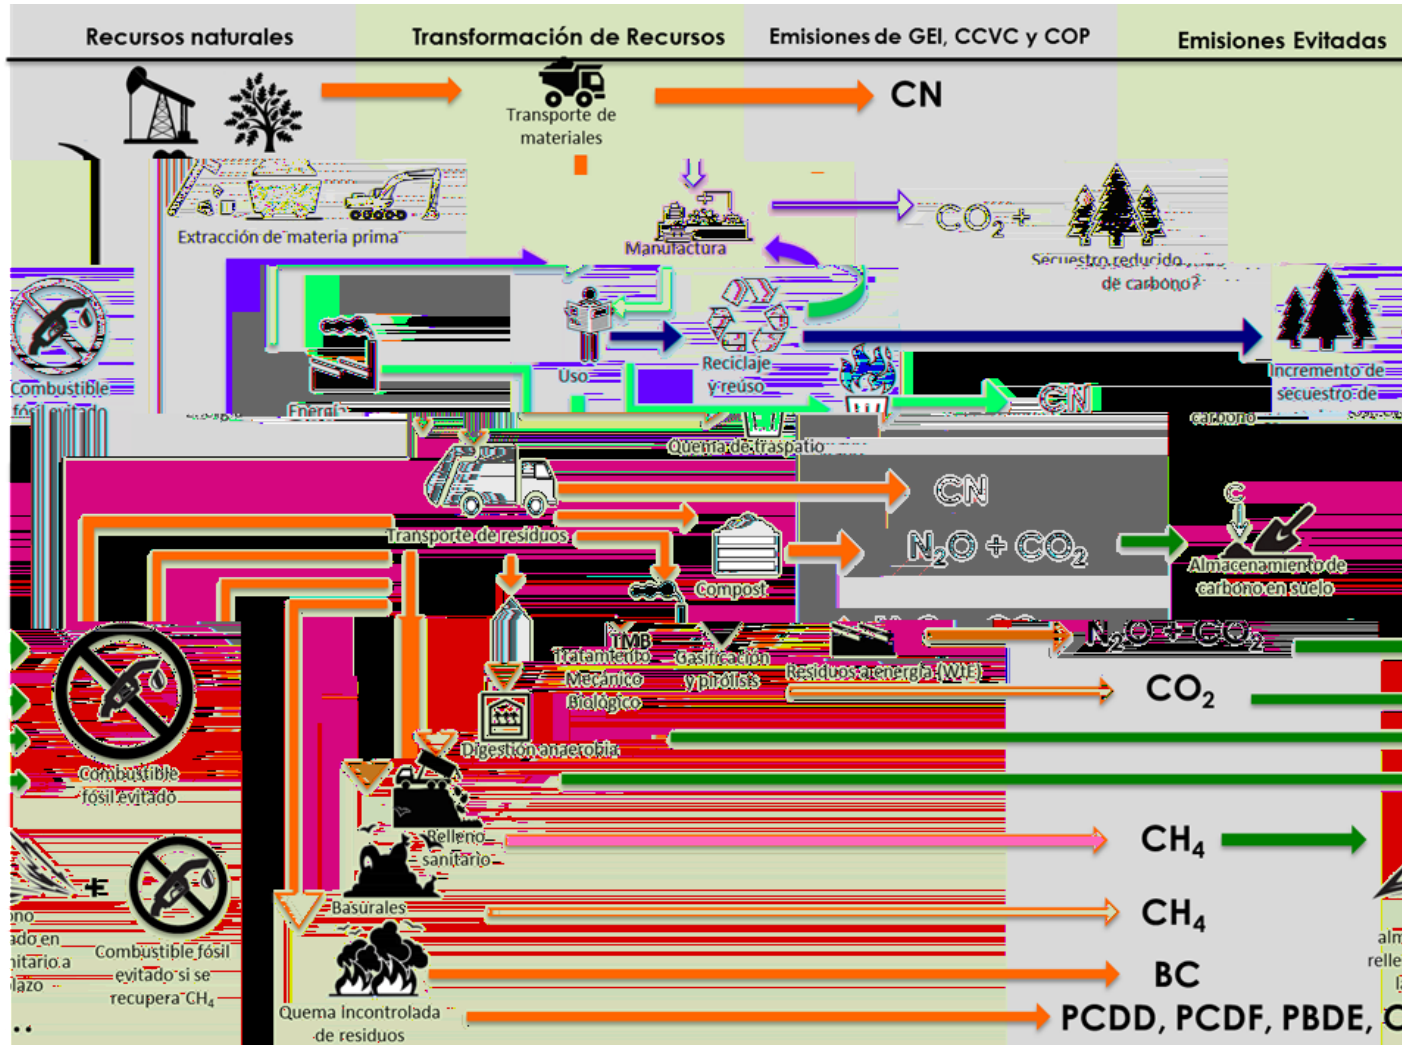 Recursos naturales
Transformación de Recursos
Emisiones de GEI, CCVC y COP
Emisiones Evitadas
Transporte de
materiales
CN
Extracción de materia prima
Manufactura
CO₂ +
Secuestro reducido
de carbono?
Combustible
fósil evitado
Energía
Uso
Reciclaje
y reúso
CN
Incremento de
secuestro de
carbono
Quema de traspatio
CN
Transporte de residuos
Compost
N₂O + CO₂
C
Almacenamiento de
carbono en suelo
TMB
Tratamiento
Mecánico
Biológico
Gasificación
y pirólisis
Residuos a energía (WtE)
N₂O + CO₂
CO₂
Digestión anaerobia
Combustible
fósil evitado
Relleno
sanitario
CH₄
+
Basurales
CH₄
Combustible fósil
evitado si se
recupera CH₄
BC
Quema Incontrolada
de residuos
PCDD, PCDF, PBDE,